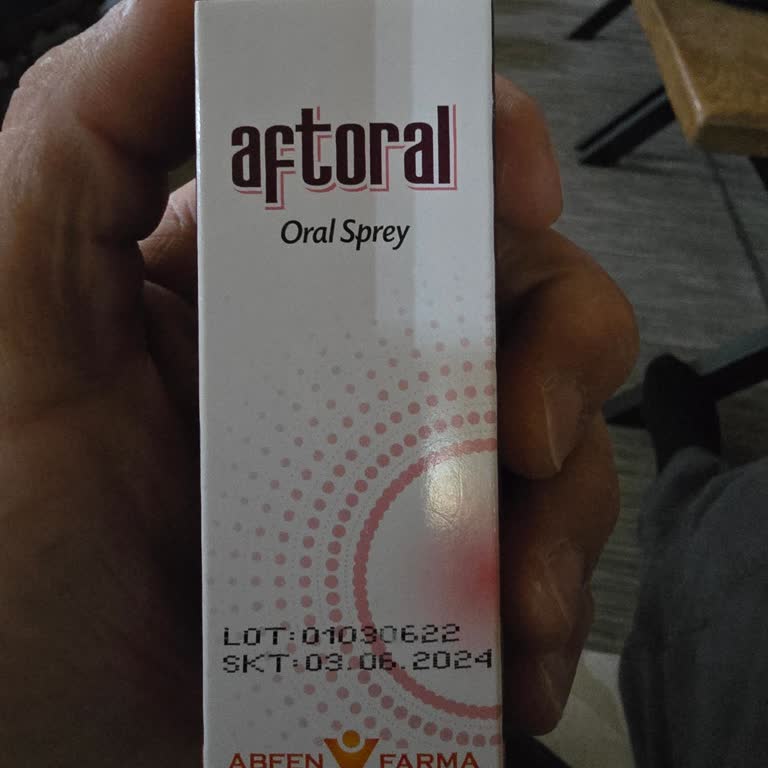 aftoral
Oral Sprey
LOT:01030622
SKT:03.06.2024
ABFEN FARMA